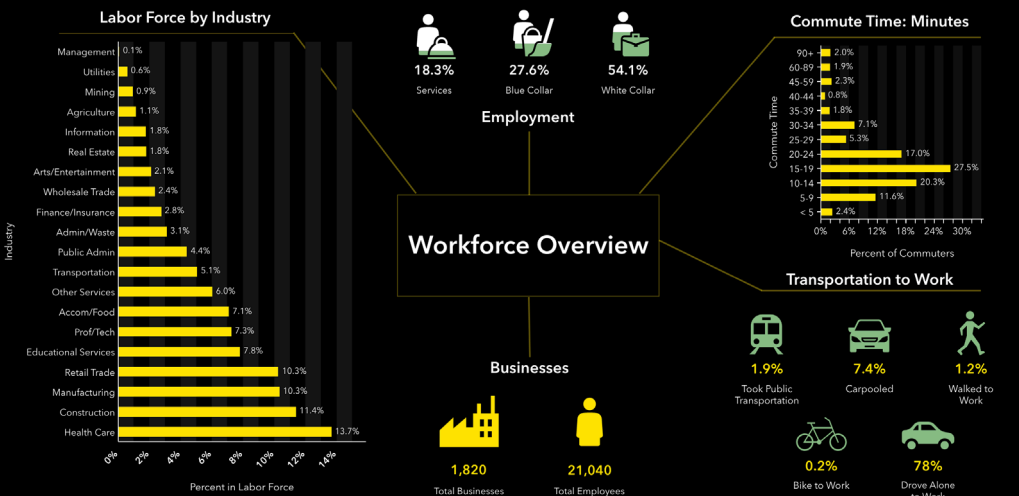 Labor Force by Industry
Industry
Management 0.1%
Utilities 0.6%
Mining 0.9%
Agriculture 1.1%
Information 1.8%
Real Estate 1.8%
Arts/Entertainment 2.1%
Wholesale Trade 2.4%
Finance/Insurance 2.8%
Admin/Waste 3.1%
Public Admin 4.4%
Transportation 5.1%
Other Services 6.0%
Accom/Food 7.1%
Prof/Tech 7.3%
Educational Services 7.8%
Retail Trade 10.3%
Manufacturing 10.3%
Construction 11.4%
Health Care 13.7%
0% 2% 4% 6% 8% 10% 12% 14%
Percent in Labor Force
18.3% 27.6% 54.1%
Services Blue Collar White Collar
Employment
Workforce Overview
Businesses
1,820 21,040
Total Businesses Total Employees
Commute Time: Minutes
Commute Time
90+ 2.0%
60-89 1.9%
45-59 2.3%
40-44 0.8%
35-39 1.8%
30-34 7.1%
25-29 5.3%
20-24 17.0%
15-19 27.5%
10-14 20.3%
5-9 11.6%
< 5 2.4%
0% 6% 12% 18% 24% 30%
Percent of Commuters
Transportation to Work
1.9% 7.4% 1.2%
Took Public Carpooled Walked to
Transportation Work
0.2% 78%
Bike to Work Drove Alone
to Work